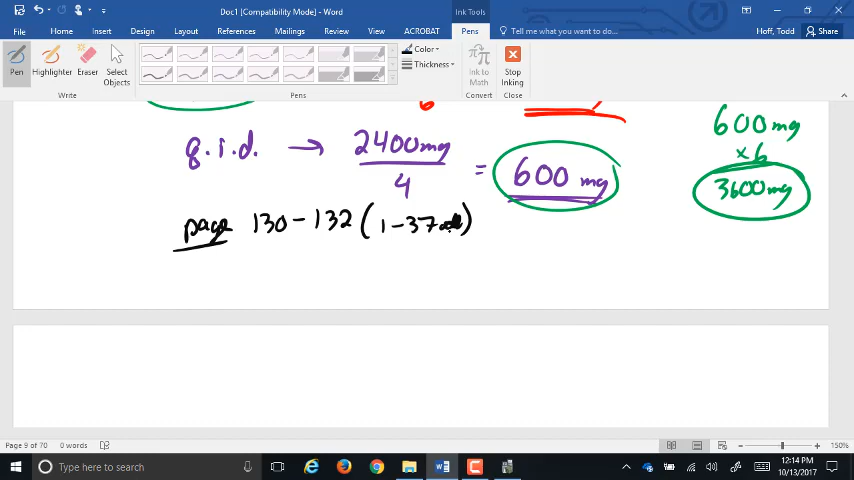 Doc1 [Compatibility Mode] - Word
Ink Tools
Hoff, Todd
File Home Insert Design Layout References Mailings Review View ACROBAT Pens Tell me what you want to do... Share
Pen
Highlighter
Eraser
Select Objects
Color
Thickness
Ink to Math
Stop Inking
Write
Pens
Convert
Close
600mg
×6
3600mg
q.i.d. → 2400mg
4
= 600 mg
page 130-132 (1-37)
Page 9 of 70 0 words
150%
Type here to search
12:14 PM
10/13/2017